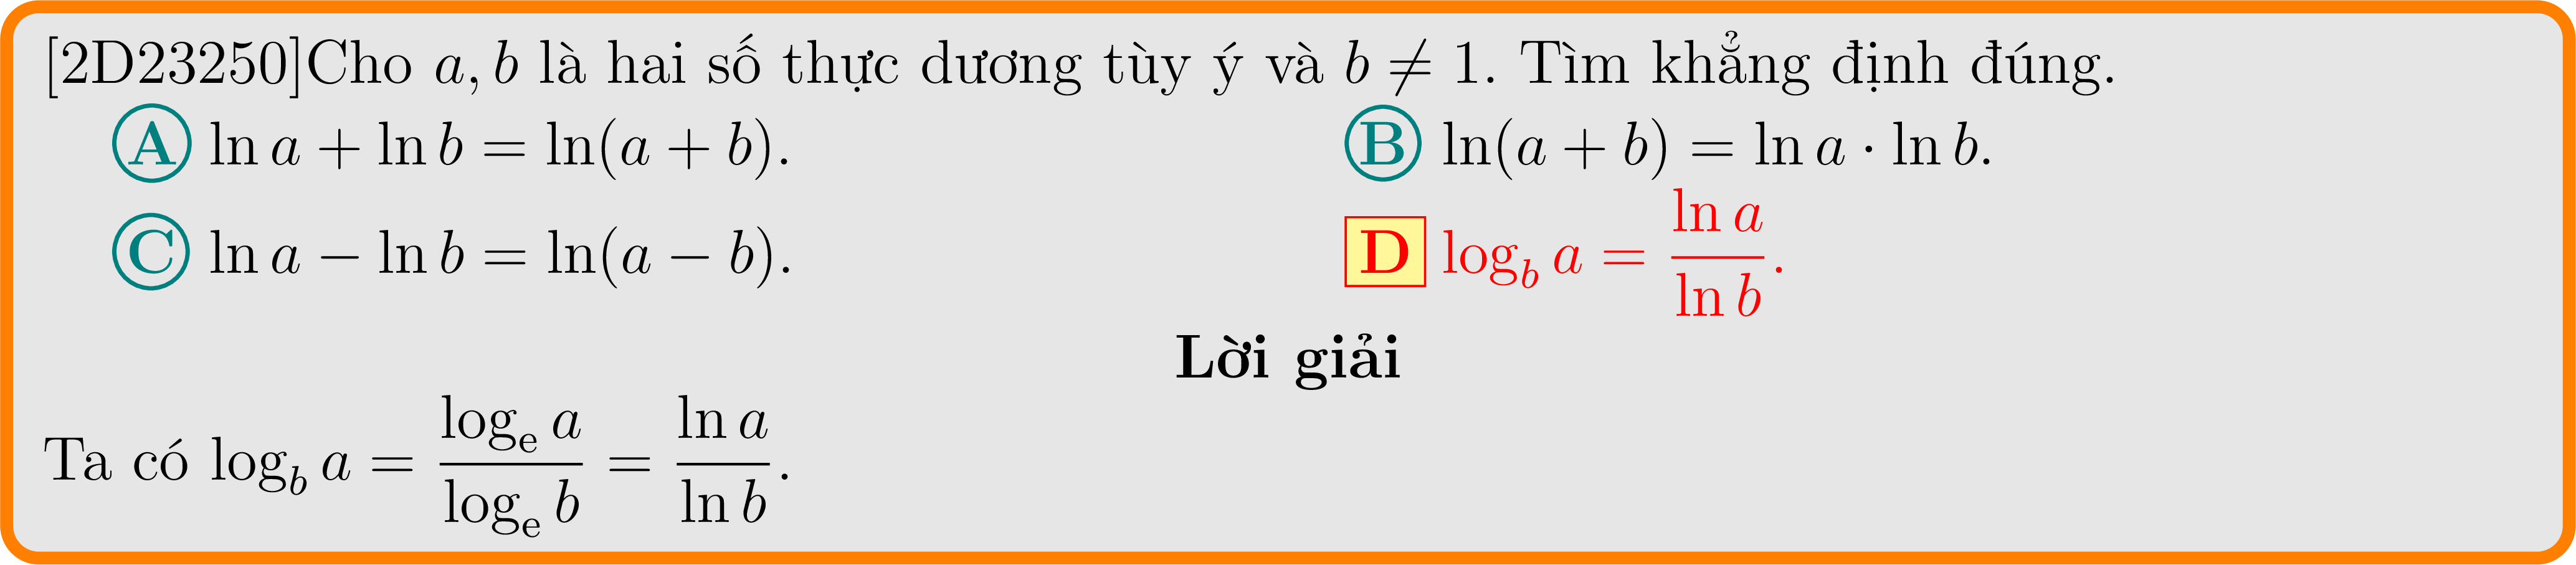 [2D23250]Cho a, b là hai số thực dương tùy ý và b ≠ 1. Tìm khẳng định đúng.
A ln a + ln b = ln(a + b). B ln(a + b) = ln a · ln b.
C ln a − ln b = ln(a − b). D log_b a = \frac{ln a}{ln b}.
Lời giải
Ta có log_b a = \frac{log_e a}{log_e b} = \frac{ln a}{ln b}.